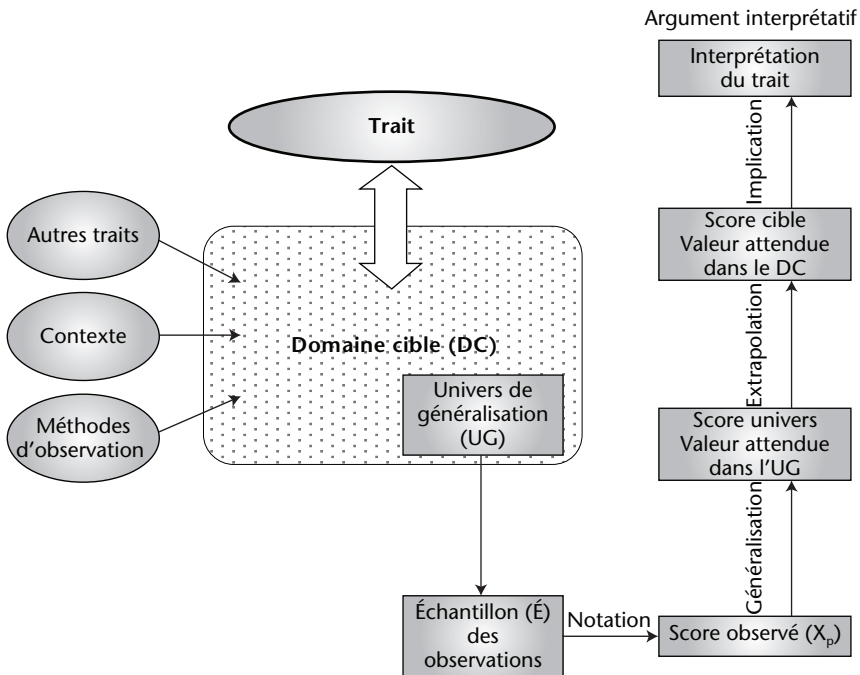 Argument interprétatif
Interprétation
du trait
Trait
Implication
Autres traits
Score cible
Valeur attendue
dans le DC
Contexte
Domaine cible (DC)
Extrapolation
Univers de
généralisation
(UG)
Méthodes
d'observation
Score univers
Valeur attendue
dans l'UG
Généralisation
Échantillon (É)
des
observations
Notation
Score observé (Xp)